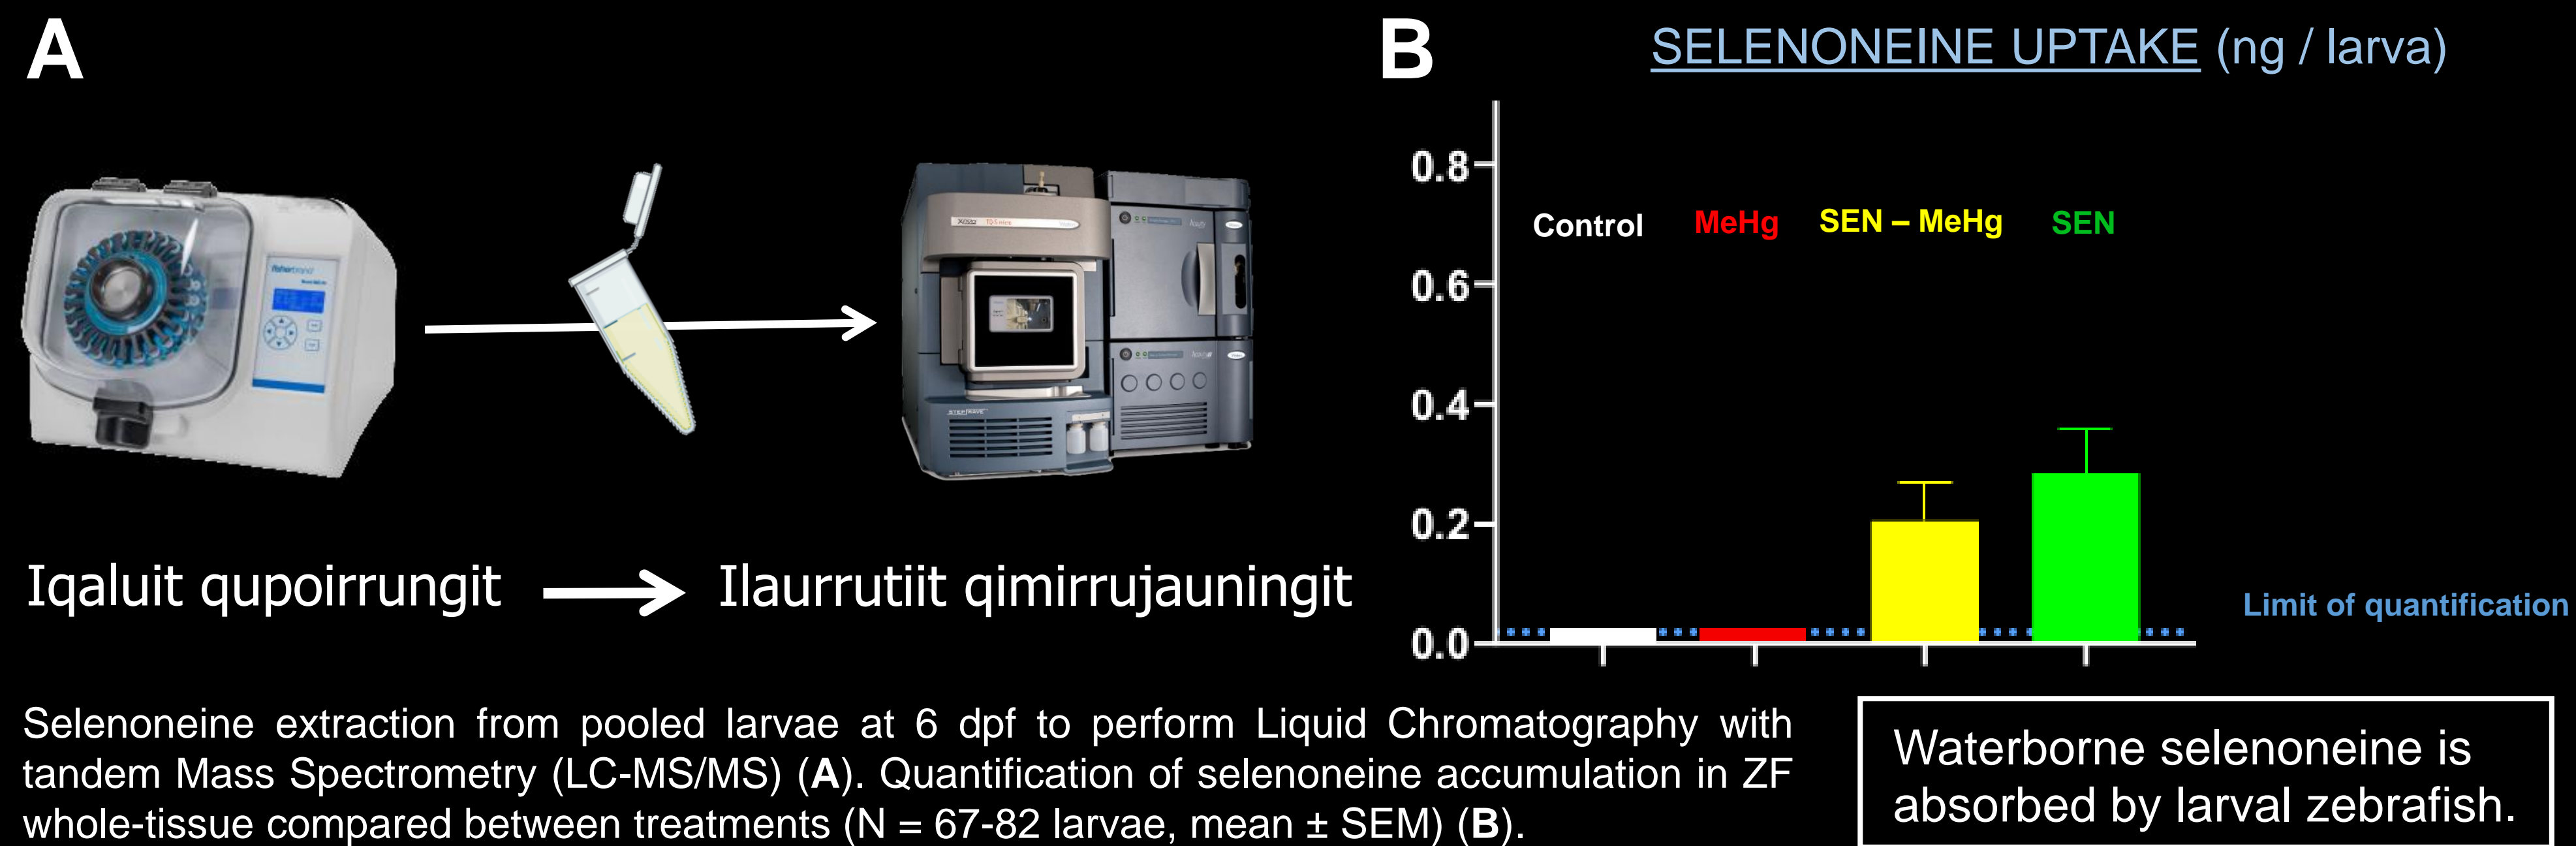 A
B
SELENONEINE UPTAKE (ng / larva)
0.8
Control
MeHg
SEN – MeHg
SEN
0.6
0.4
0.2
0.0
Limit of quantification
Iqaluit qupoirrungit
Ilaurrutiit qimirrujauningit
Selenoneine extraction from pooled larvae at 6 dpf to perform Liquid Chromatography with
tandem Mass Spectrometry (LC-MS/MS) (A). Quantification of selenoneine accumulation in ZF
whole-tissue compared between treatments (N = 67-82 larvae, mean ± SEM) (B).
Waterborne selenoneine is
absorbed by larval zebrafish.